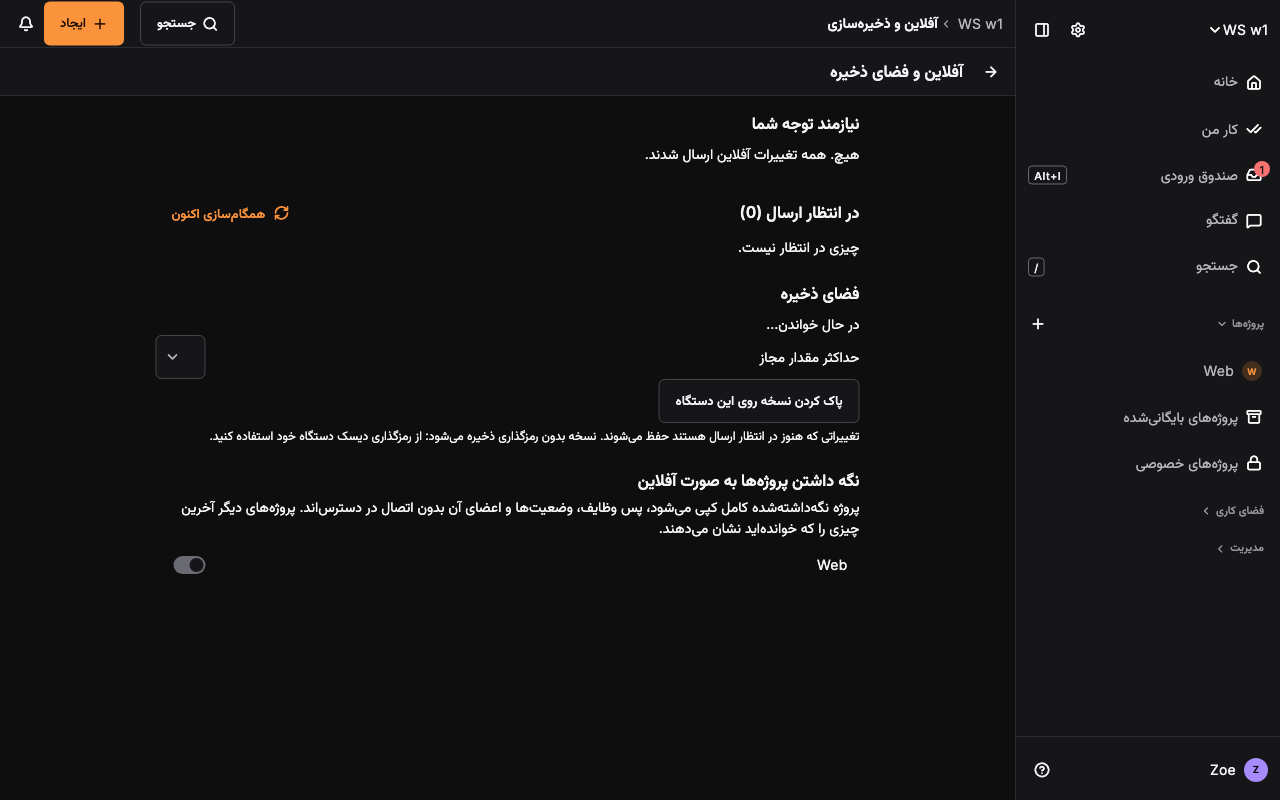 WS w1
خانه
کار من
1
صندوق ورودی
Alt+I
گفتگو
جستجو
/
پروژه‌ها
W
Web
پروژه‌های بایگانی‌شده
پروژه‌های خصوصی
فضای کاری
مدیریت
Z
Zoe
WS w1 › آفلاین و ذخیره‌سازی
جستجو
ایجاد
آفلاین و فضای ذخیره
نیازمند توجه شما
هیچ. همه تغییرات آفلاین ارسال شدند.
در انتظار ارسال (0)
همگام‌سازی اکنون
چیزی در انتظار نیست.
فضای ذخیره
در حال خواندن...
حداکثر مقدار مجاز
پاک کردن نسخه روی این دستگاه
تغییراتی که هنوز در انتظار ارسال هستند حفظ می‌شوند. نسخه بدون رمزگذاری ذخیره می‌شود: از رمزگذاری دیسک دستگاه خود استفاده کنید.
نگه داشتن پروژه‌ها به صورت آفلاین
پروژه نگه‌داشته‌شده کامل کپی می‌شود، پس وظایف، وضعیت‌ها و اعضای آن بدون اتصال در دسترس‌اند. پروژه‌های دیگر آخرین
چیزی را که خوانده‌اید نشان می‌دهند.
Web